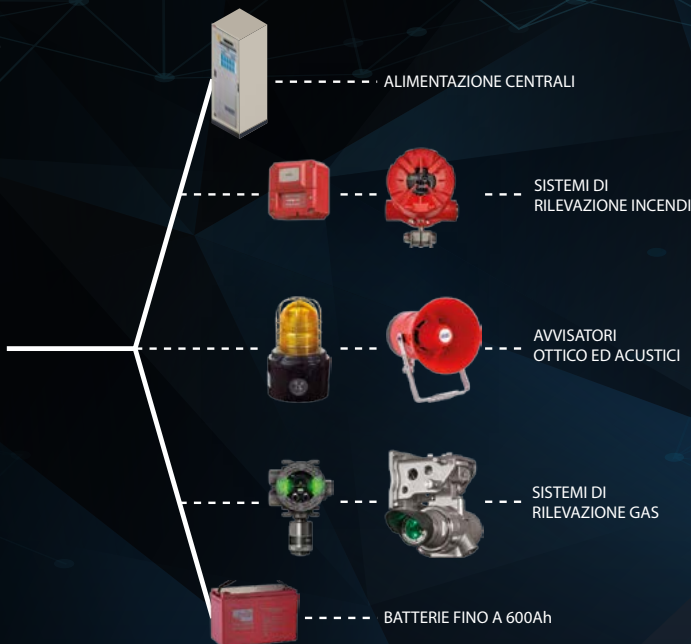 ALIMENTAZIONE CENTRALI
SISTEMI DI
RILEVAZIONE INCENDI
AVVISATORI
OTTICO ED ACUSTICI
SISTEMI DI
RILEVAZIONE GAS
BATTERIE FINO A 600Ah